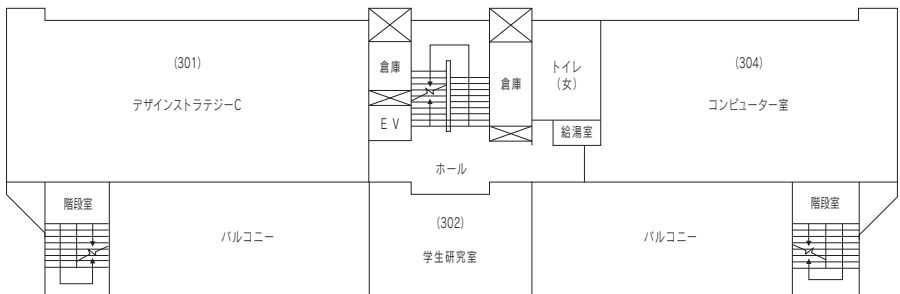 (301)
デザインストラテジーC
倉庫
EV
倉庫
トイレ
(女)
給湯室
(304)
コンピューター室
ホール
階段室
バルコニー
(302)
学生研究室
バルコニー
階段室